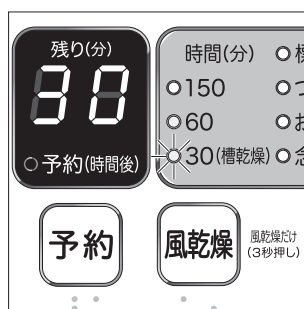 残り(分)
30
予約(時間後)
時間(分)
150
60
30(槽乾燥)
予約
風乾燥
風乾燥だけ
(3秒押し)